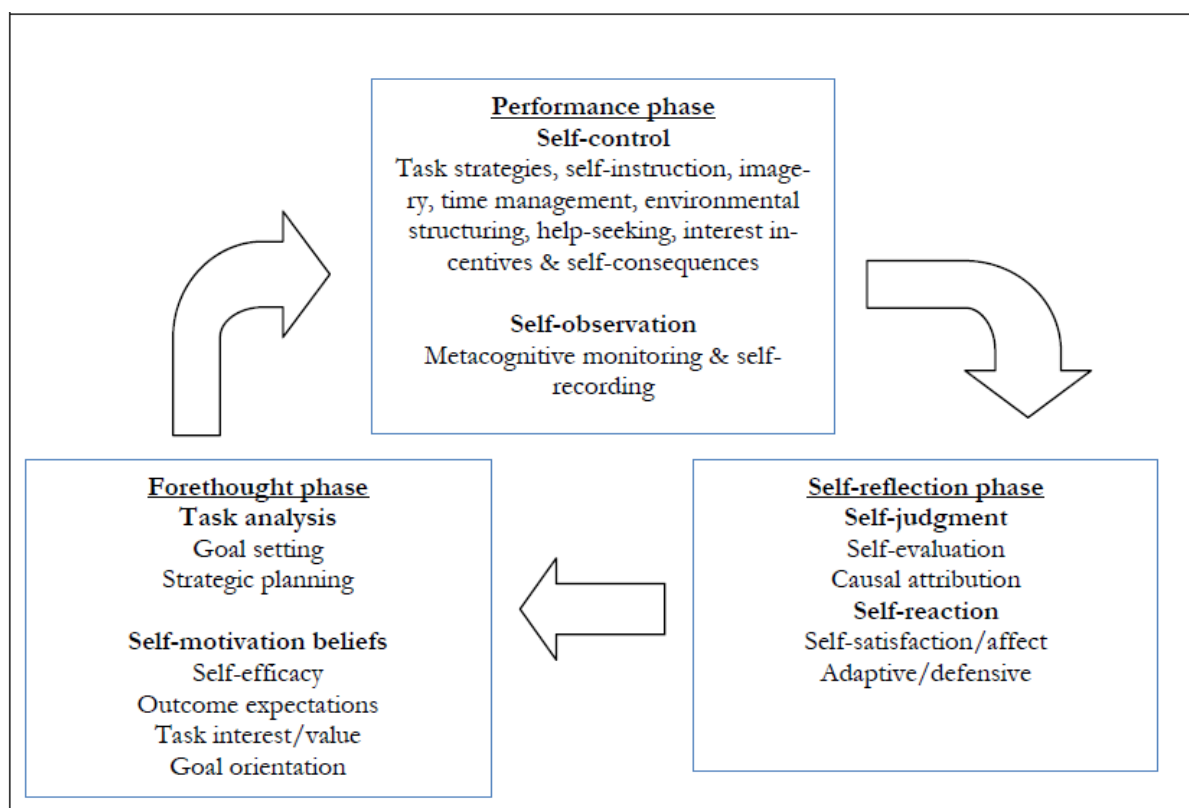 Performance phase
Self-control
Task strategies, self-instruction, image-
ry, time management, environmental
structuring, help-seeking, interest in-
centives & self-consequences
Self-observation
Metacognitive monitoring & self-
recording
Forethought phase
Task analysis
Goal setting
Strategic planning
Self-motivation beliefs
Self-efficacy
Outcome expectations
Task interest/value
Goal orientation
Self-reflection phase
Self-judgment
Self-evaluation
Causal attribution
Self-reaction
Self-satisfaction/affect
Adaptive/defensive